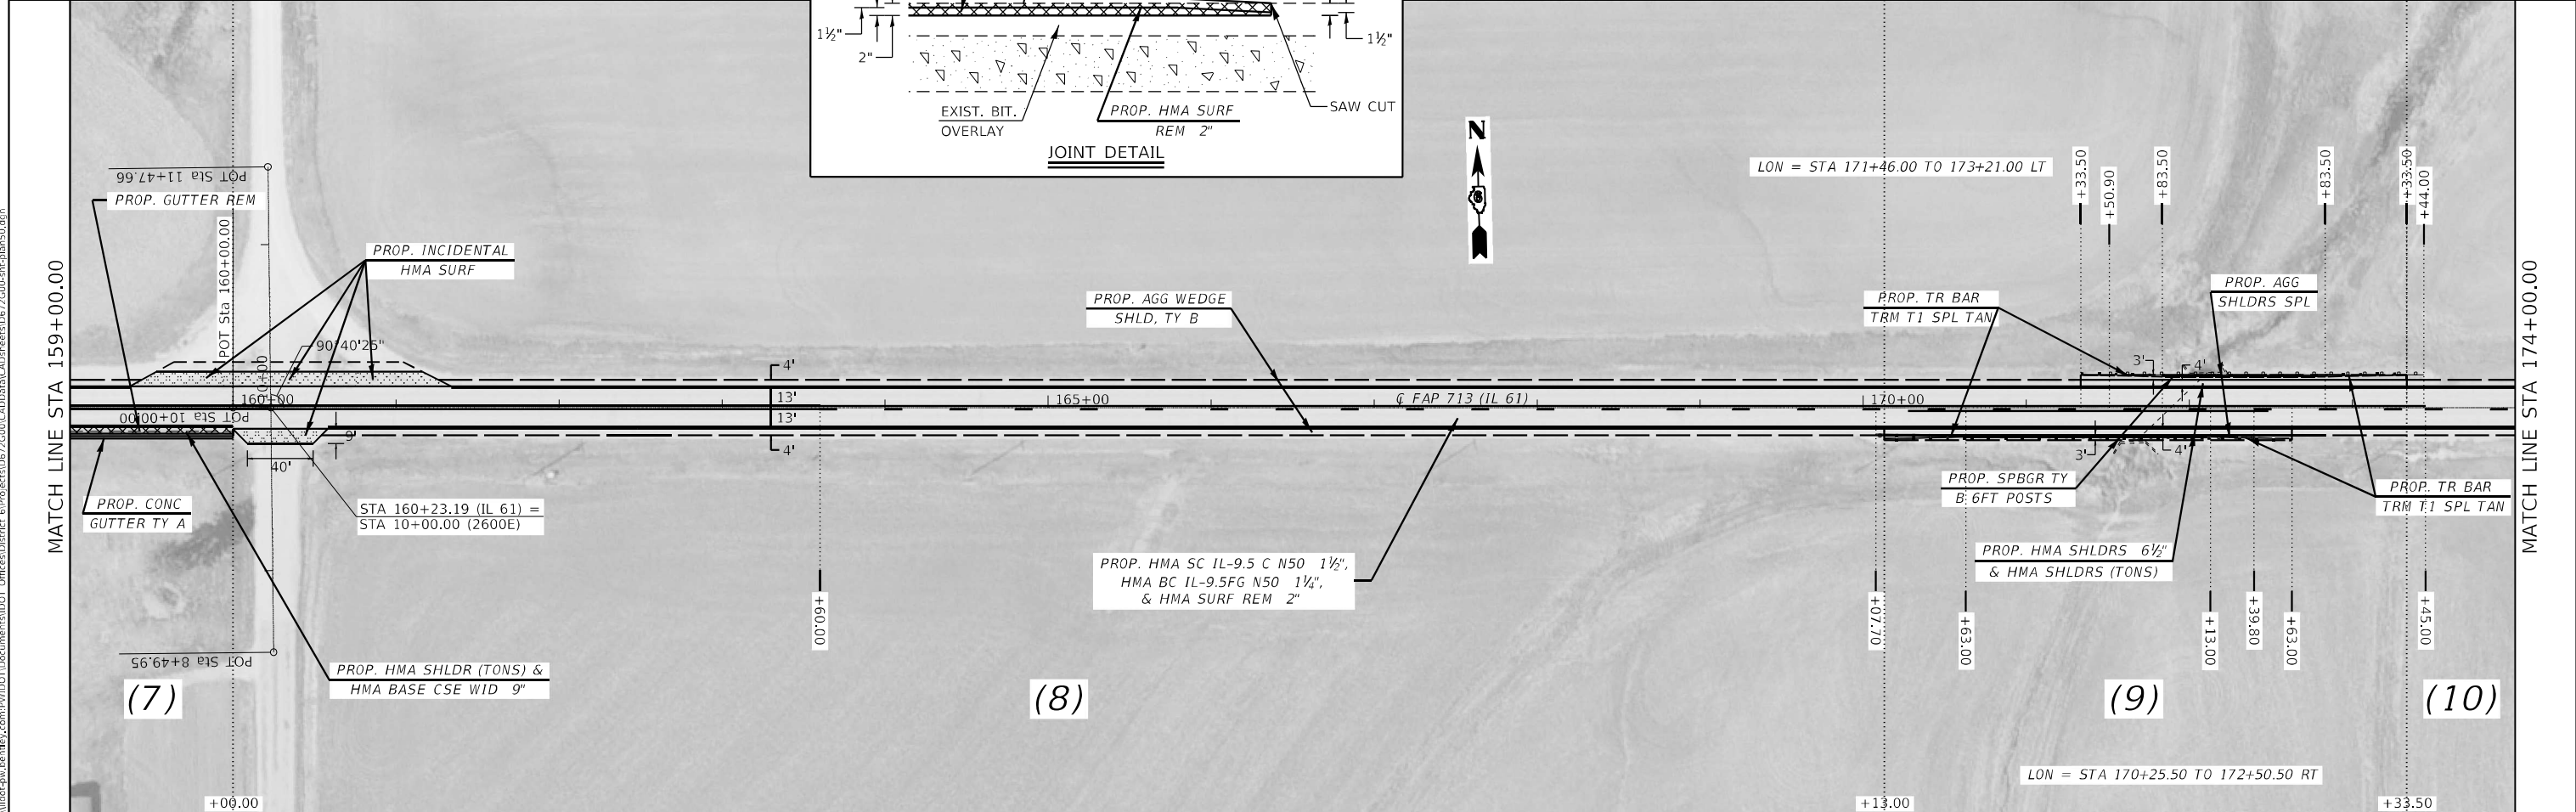 1½"
2"
1½"
EXIST. BIT.
OVERLAY
PROP. HMA SURF
REM 2"
SAW CUT
JOINT DETAIL
N
6
LON = STA 171+46.00 TO 173+21.00 LT
+33.50
+50.90
+83.50
+83.50
+33.50
+44.00
POT Sta 11+47.66
PROP. GUTTER REM
POT Sta 160+00.00
PROP. INCIDENTAL
HMA SURF
90°40'25"
MATCH LINE STA 159+00.00
MATCH LINE STA 174+00.00
PROP. AGG WEDGE
SHLD, TY B
PROP. TR BAR
TRM T1 SPL TAN
PROP. AGG
SHLDRS SPL
3'
4'
4'
13'
13'
4'
160+00
165+00
℄ FAP 713 (IL 61)
170+00
POT Sta 10+00.00
9'
40'
3'
4'
PROP. CONC
GUTTER TY A
STA 160+23.19 (IL 61) =
STA 10+00.00 (2600E)
PROP. SPBGR TY
B 6FT POSTS
PROP. TR BAR
TRM T1 SPL TAN
PROP. HMA SC IL-9.5 C N50 1½",
HMA BC IL-9.5FG N50 1¼",
& HMA SURF REM 2"
PROP. HMA SHLDRS 6½"
& HMA SHLDRS (TONS)
+60.00
+07.70
+63.00
+13.00
+39.80
+63.00
+45.00
POT Sta 8+49.95
PROP. HMA SHLDR (TONS) &
HMA BASE CSE WID 9"
(7)
(8)
(9)
(10)
LON = STA 170+25.50 TO 172+50.50 RT
+00.00
+13.00
+33.50